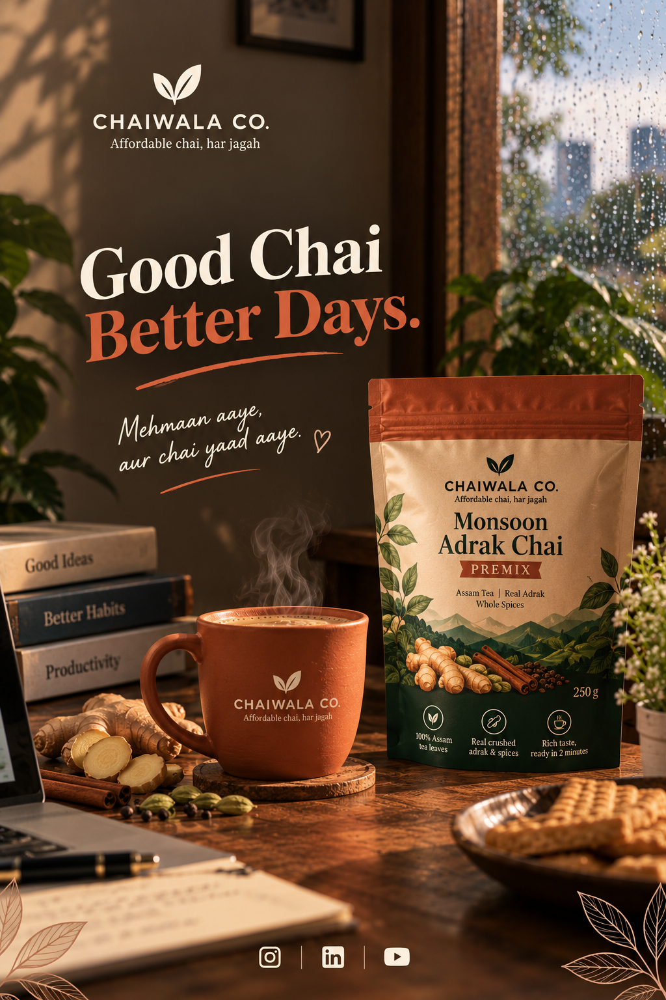 CHAIWALA CO.
Affordable chai, har jagah
Good Chai
Better Days.
Mehmaan aaye,
aur chai yaad aaye.
Good Ideas
Better Habits
Productivity
CHAIWALA CO.
Affordable chai, har jagah
CHAIWALA CO.
Affordable chai, har jagah
Monsoon
Adrak Chai
PREMIX
Assam Tea | Real Adrak
Whole Spices
250 g
100% Assam
tea leaves
Real crushed
adrak & spices
Rich taste,
ready in 2 minutes
in